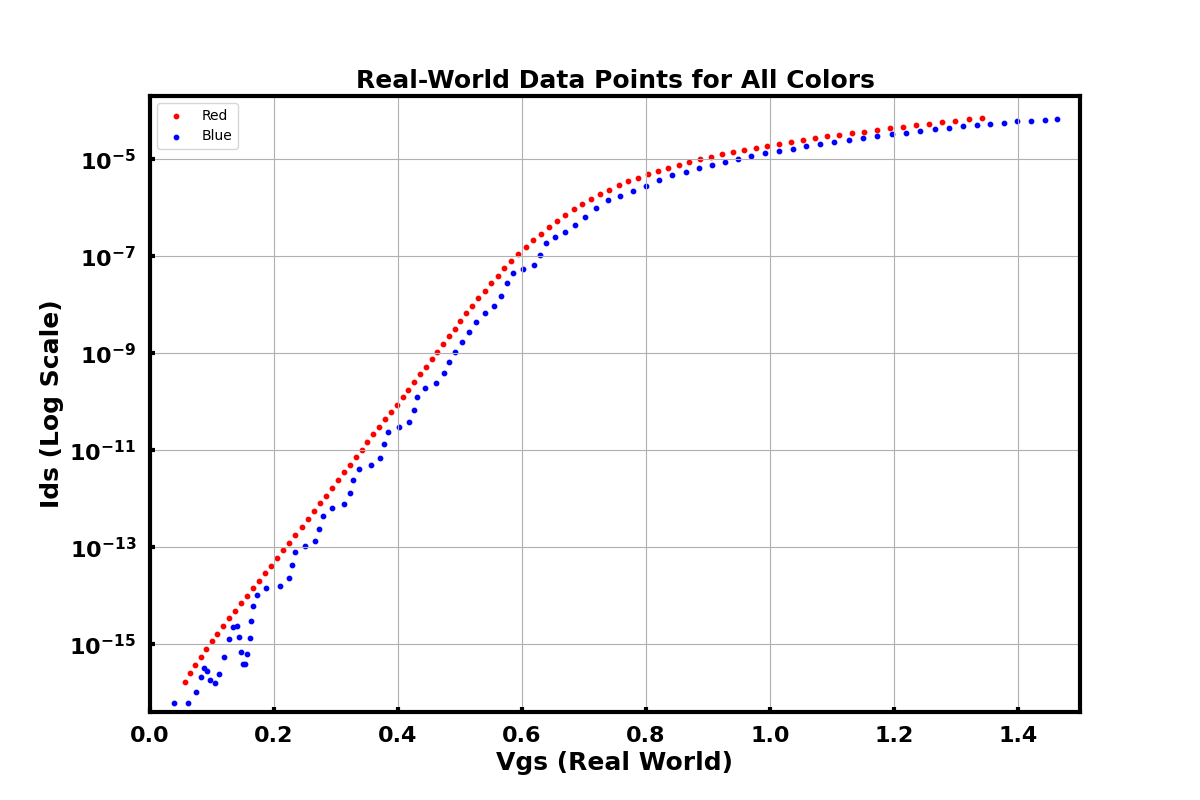 Real-World Data Points for All Colors
Red
Blue
Ids (Log Scale)
10⁻⁵
10⁻⁷
10⁻⁹
10⁻¹¹
10⁻¹³
10⁻¹⁵
0.0 0.2 0.4 0.6 0.8 1.0 1.2 1.4
Vgs (Real World)